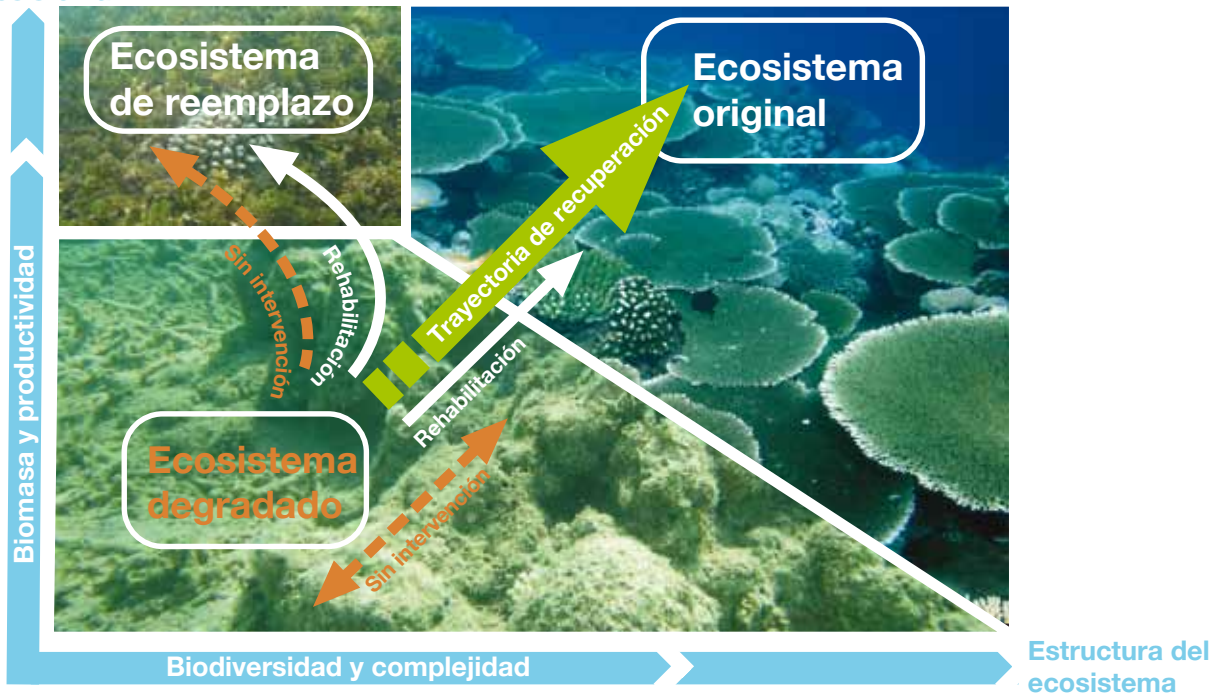 Ecosistema
de reemplazo
Ecosistema
original
Trayectoria de recuperación
Sin intervención
Rehabilitación
Rehabilitación
Ecosistema
degradado
Sin intervención
Biomasa y productividad
Biodiversidad y complejidad
Estructura del
ecosistema